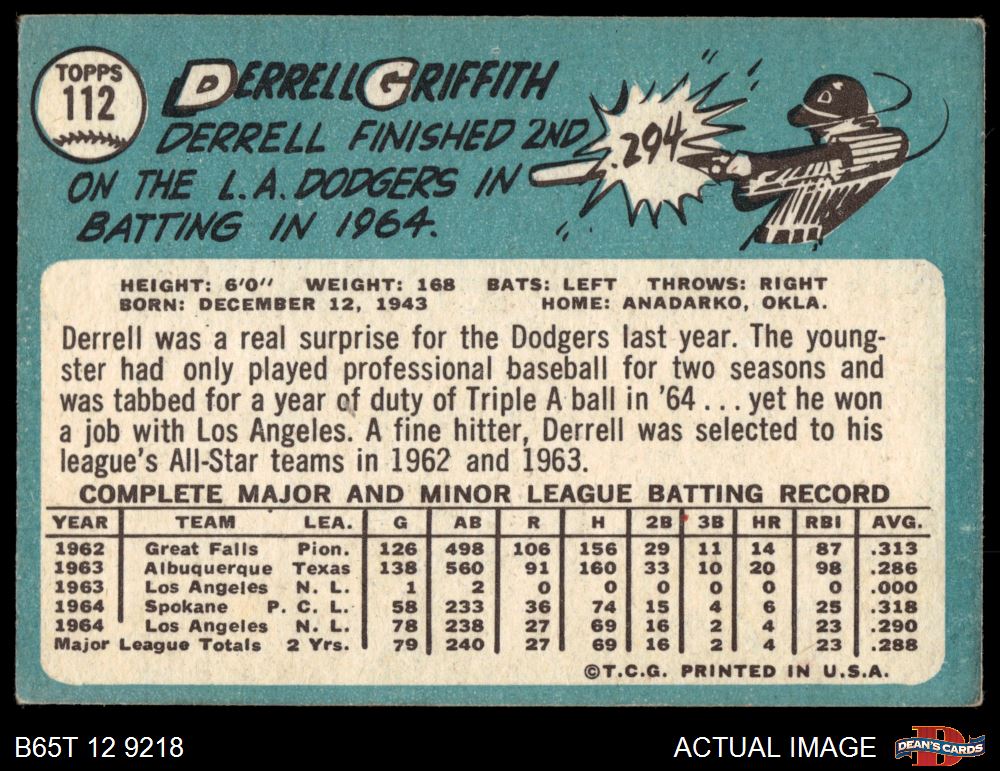 TOPPS
112
DERRELL GRIFFITH
DERRELL FINISHED 2ND
ON THE L.A. DODGERS IN
BATTING IN 1964.
.294
D
HEIGHT: 6'0" WEIGHT: 168 BATS: LEFT THROWS: RIGHT
BORN: DECEMBER 12, 1943 HOME: ANADARKO, OKLA.
Derrell was a real surprise for the Dodgers last year. The young-
ster had only played professional baseball for two seasons and
was tabbed for a year of duty of Triple A ball in '64 . . . yet he won
a job with Los Angeles. A fine hitter, Derrell was selected to his
league's All-Star teams in 1962 and 1963.
COMPLETE MAJOR AND MINOR LEAGUE BATTING RECORD
YEAR TEAM LEA. G AB R H 2B 3B HR RBI AVG.
1962 Great Falls Pion. 126 498 106 156 29 11 14 87 .313
1963 Albuquerque Texas 138 560 91 160 33 10 20 98 .286
1963 Los Angeles N. L. 1 2 0 0 0 0 0 0 .000
1964 Spokane P. C. L. 58 233 36 74 15 4 6 25 .318
1964 Los Angeles N. L. 78 238 27 69 16 2 4 23 .290
Major League Totals 2 Yrs. 79 240 27 69 16 2 4 23 .288
©T.C.G. PRINTED IN U.S.A.
B65T 12 9218
ACTUAL IMAGE
D
DEAN'S CARDS